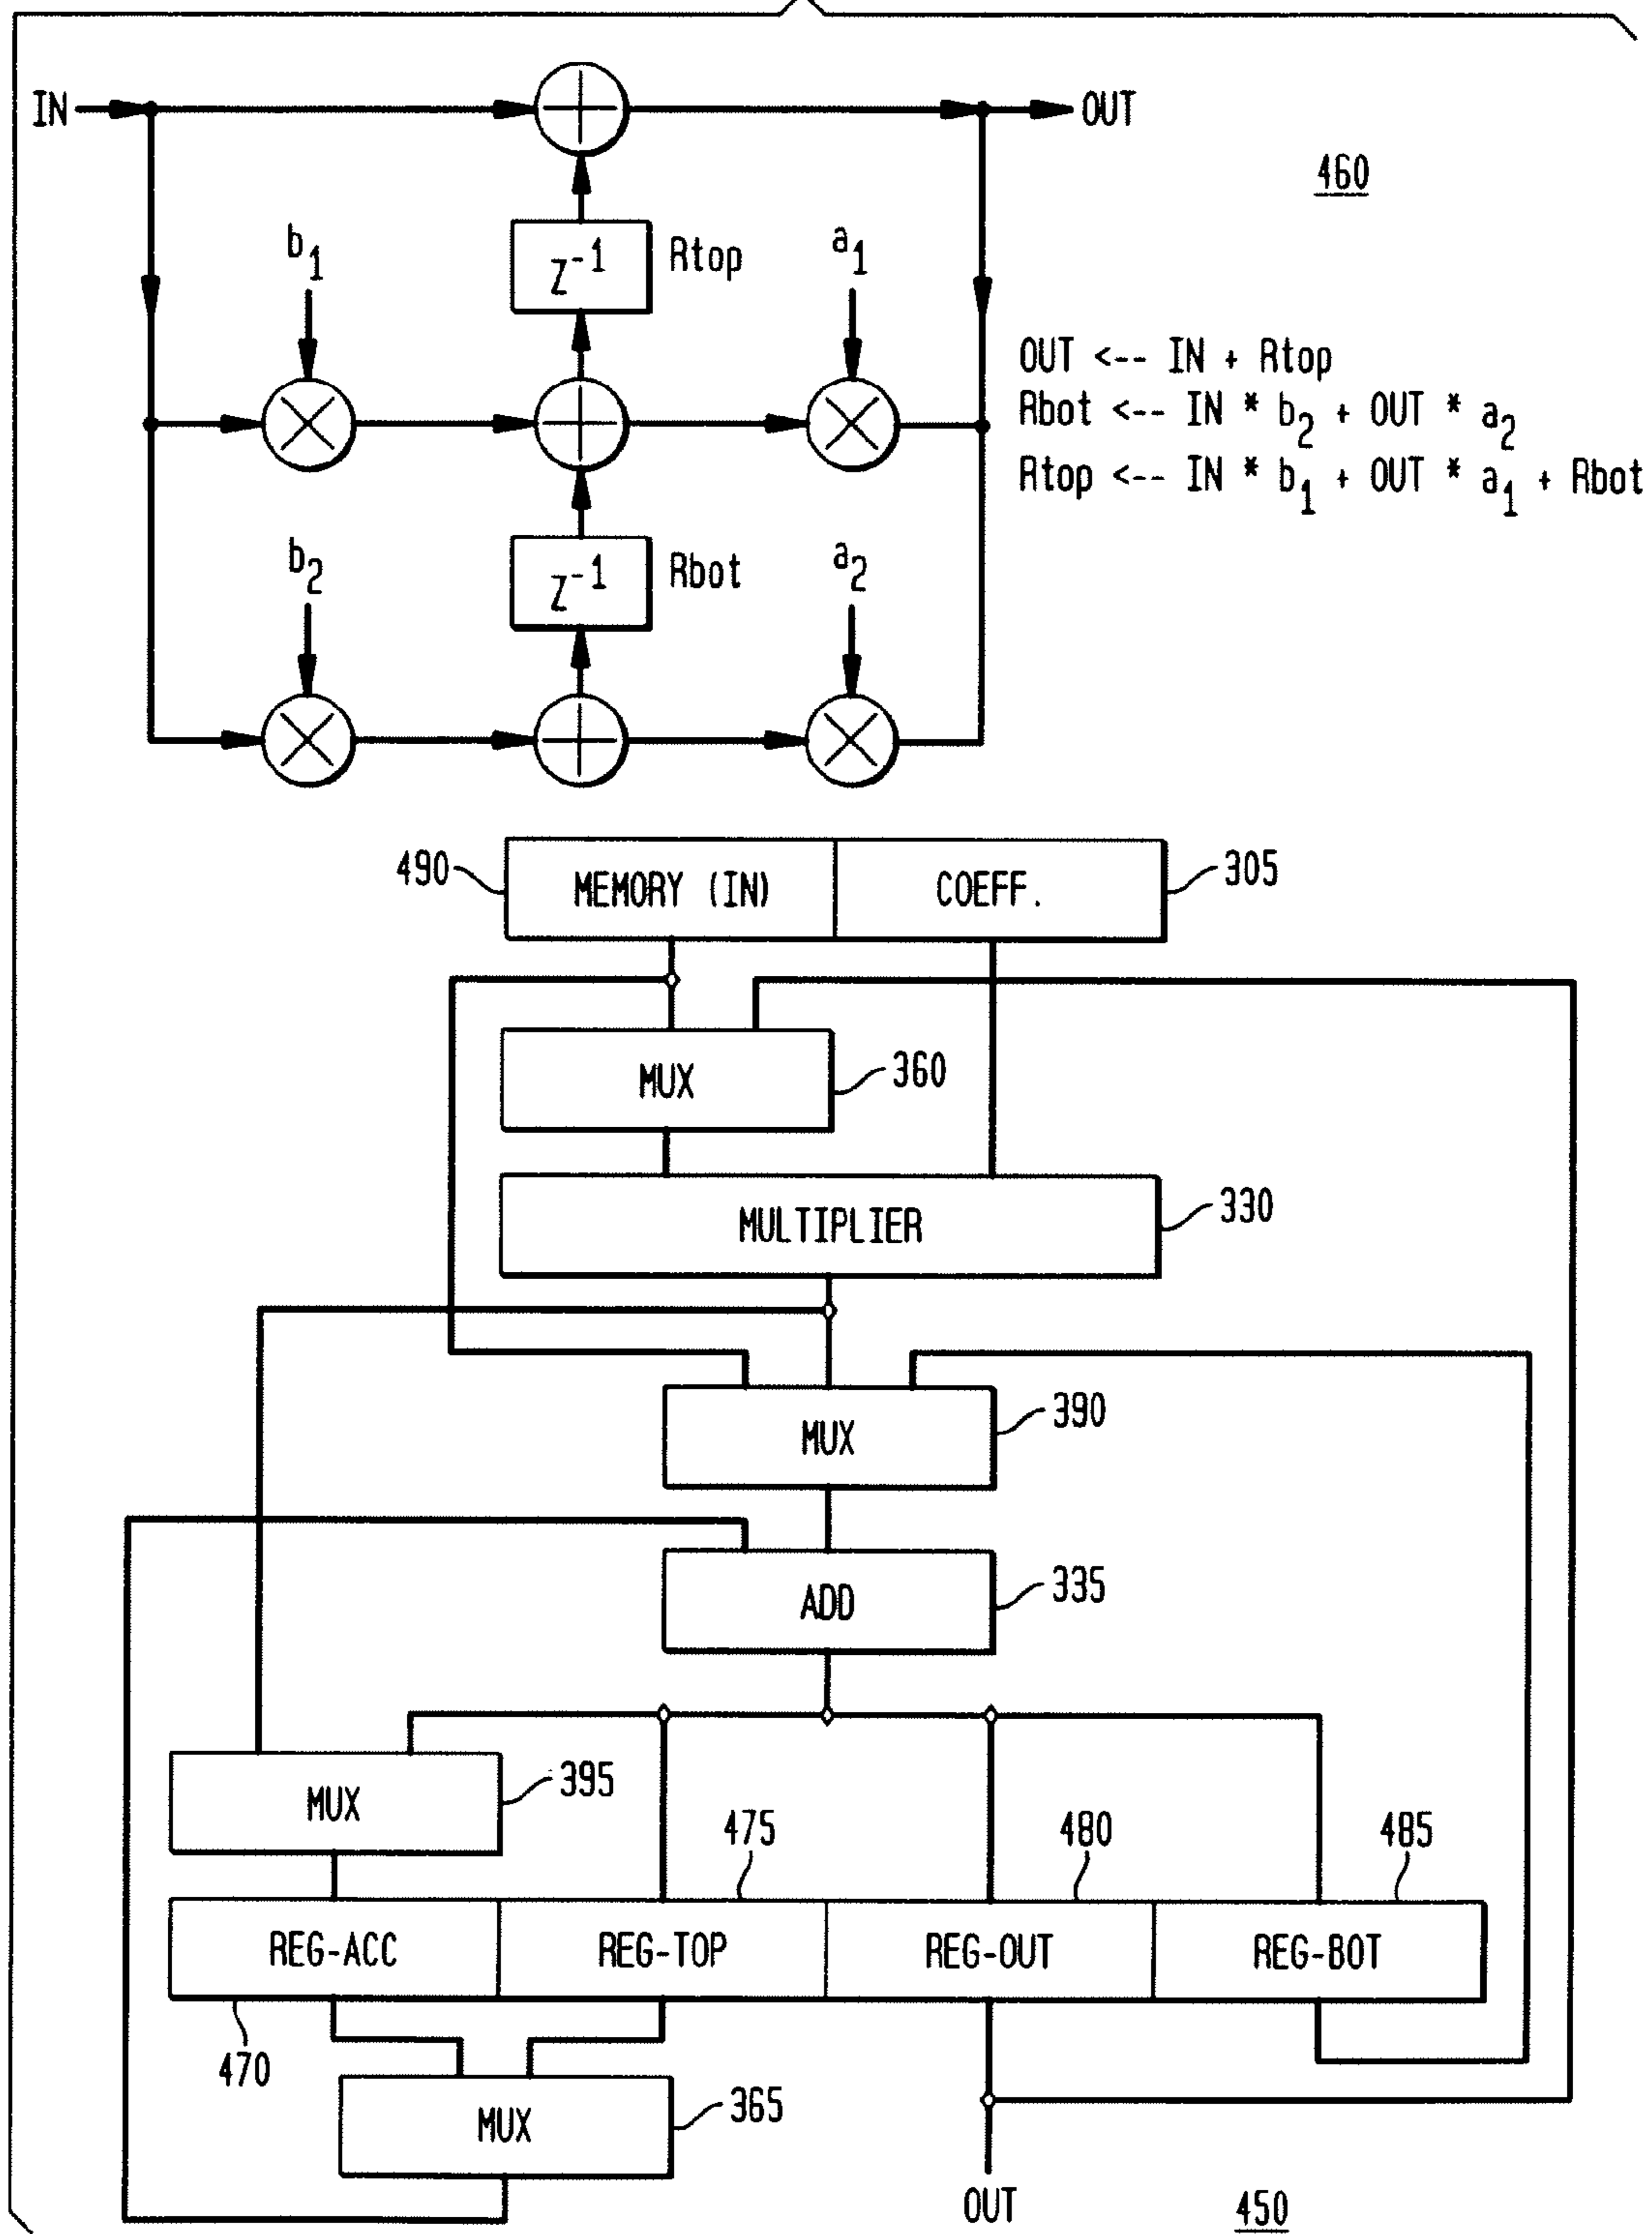 IN
OUT
460
b1
Z-1
Rtop
a1
OUT <-- IN + Rtop
Rbot <-- IN * b2 + OUT * a2
Rtop <-- IN * b1 + OUT * a1 + Rbot
b2
Z-1
Rbot
a2
490
MEMORY (IN)
COEFF.
305
MUX
360
MULTIPLIER
330
MUX
390
ADD
335
MUX
395
475
480
485
REG-ACC
REG-TOP
REG-OUT
REG-BOT
470
MUX
365
OUT
450